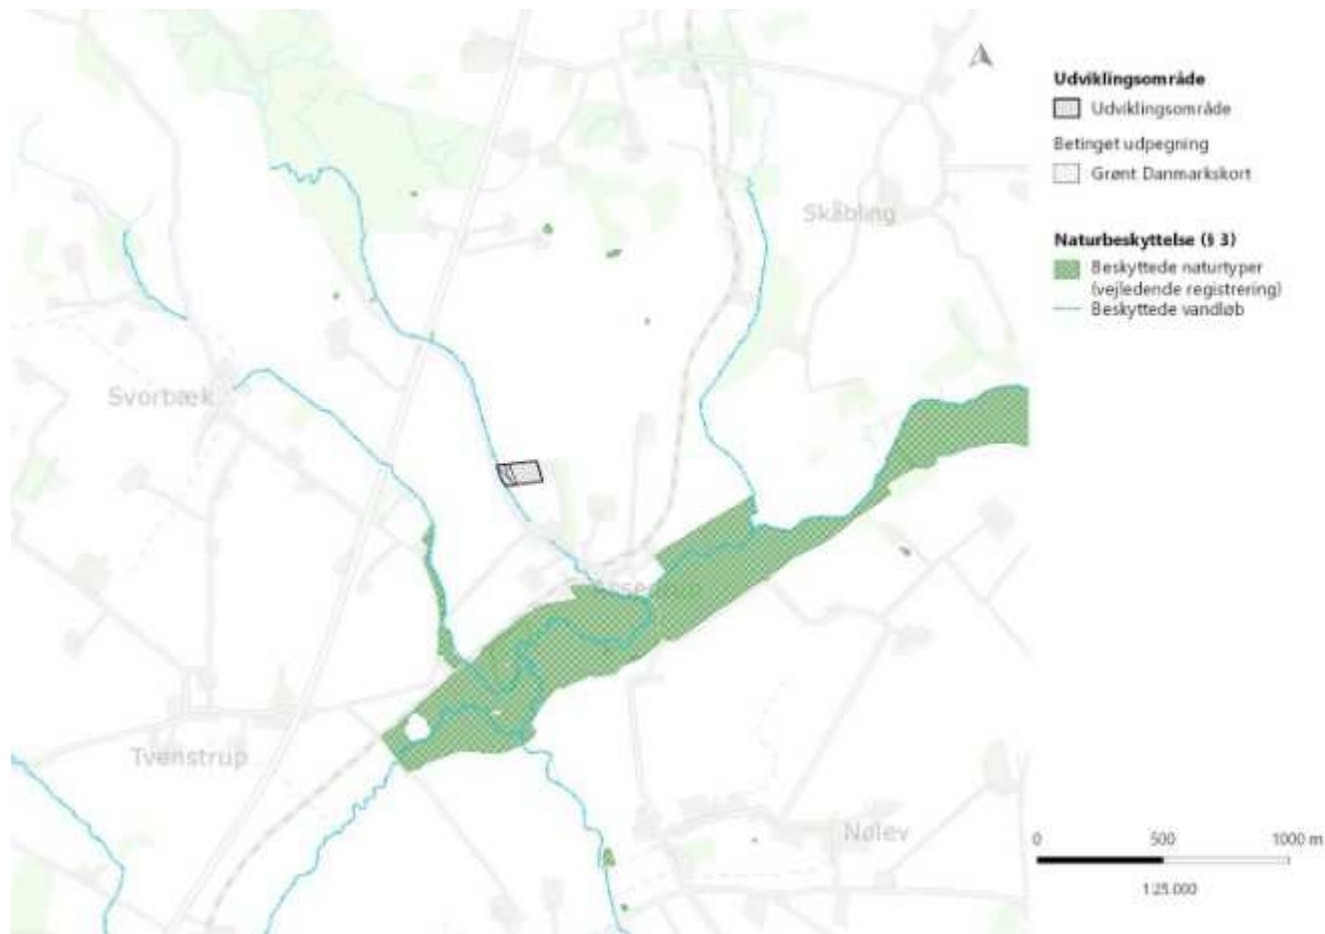 Udviklingsområde
Udviklingsområde
Betinget udpegning
Grønt Danmarkskort
Naturbeskyttelse (§ 3)
Beskyttede naturtyper
(vejledende registrering)
Beskyttede vandløb
Skåbling
Svorbæk
Tvenstrup
Nølev
0 500 1000 m
1:25.000